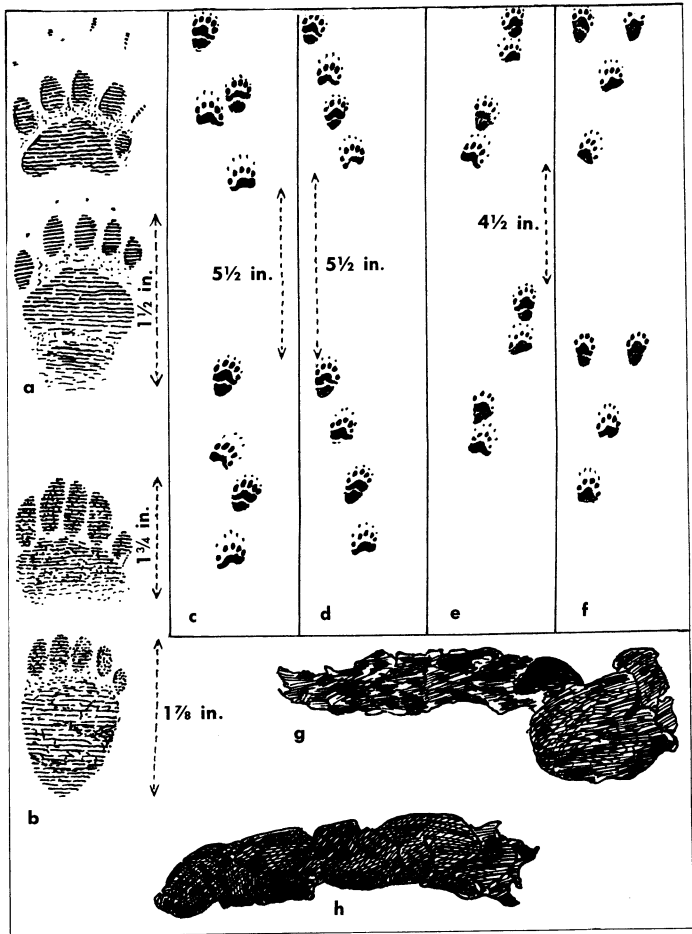 1½ in.
a
1¾ in.
1⅞ in.
b
5½ in.
c
5½ in.
d
4½ in.
e
f
g
h